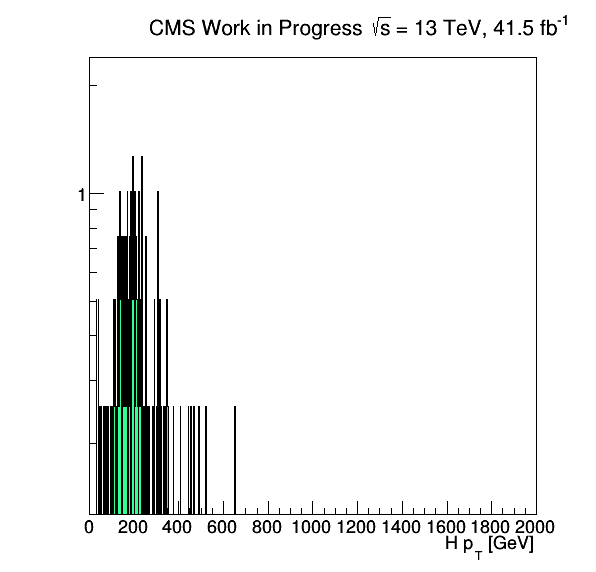 CMS Work in Progress √s = 13 TeV, 41.5 fb⁻¹
1
0 200 400 600 800 1000 1200 1400 1600 1800 2000
H p_T [GeV]